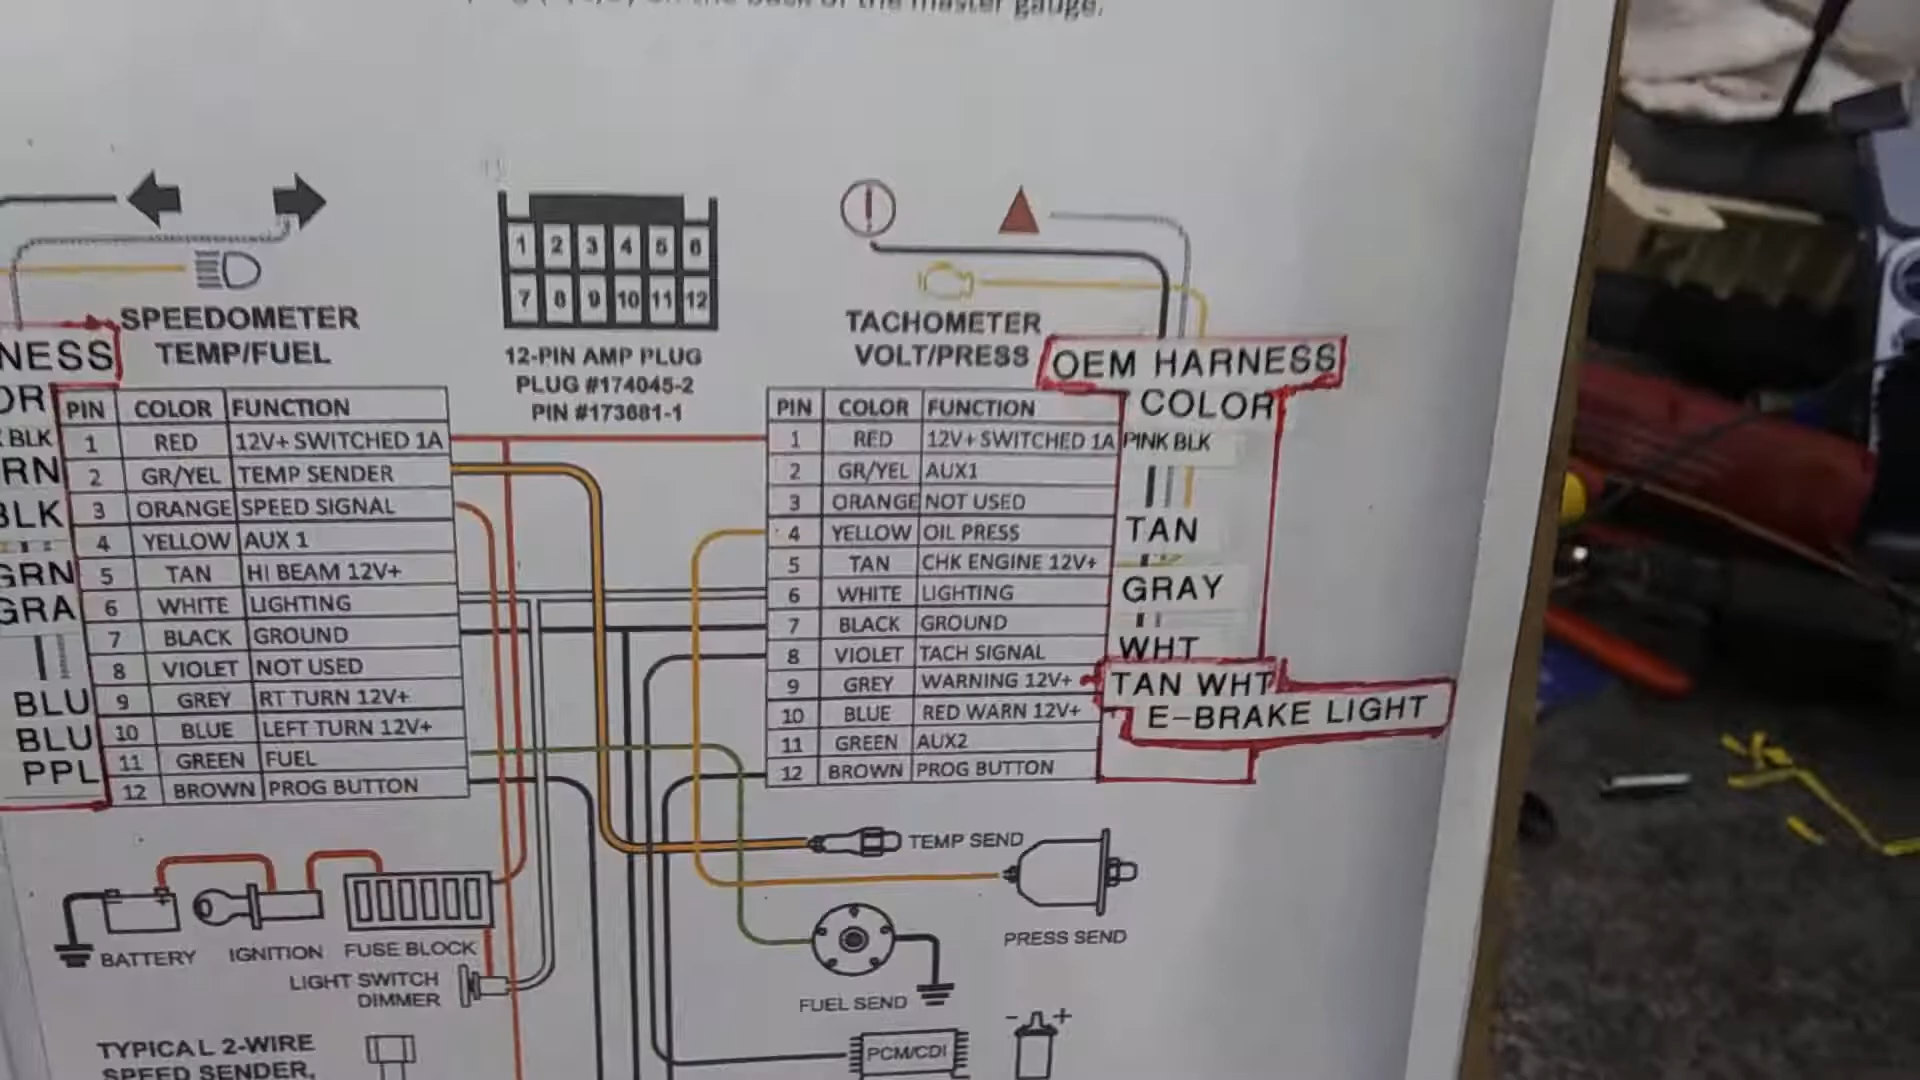 on the back of the master gauge.
SPEEDOMETER
TEMP/FUEL
1 2 3 4 5 6
7 8 9 10 11 12
12-PIN AMP PLUG
PLUG #174045-2
PIN #173681-1
TACHOMETER
VOLT/PRESS
OEM HARNESS
COLOR
NESS
OR
BLK
RN
BLK
GRN
GRA
BLU
BLU
PPL
PIN COLOR FUNCTION
1 RED 12V+ SWITCHED 1A
2 GR/YEL TEMP SENDER
3 ORANGE SPEED SIGNAL
4 YELLOW AUX 1
5 TAN HI BEAM 12V+
6 WHITE LIGHTING
7 BLACK GROUND
8 VIOLET NOT USED
9 GREY RT TURN 12V+
10 BLUE LEFT TURN 12V+
11 GREEN FUEL
12 BROWN PROG BUTTON
PIN COLOR FUNCTION
1 RED 12V+ SWITCHED 1A PINK BLK
2 GR/YEL AUX1
3 ORANGE NOT USED
4 YELLOW OIL PRESS TAN
5 TAN CHK ENGINE 12V+
6 WHITE LIGHTING GRAY
7 BLACK GROUND
8 VIOLET TACH SIGNAL WHT
9 GREY WARNING 12V+ TAN WHT
E-BRAKE LIGHT
10 BLUE RED WARN 12V+
11 GREEN AUX2
12 BROWN PROG BUTTON
TEMP SEND
PRESS SEND
BATTERY
IGNITION
FUSE BLOCK
LIGHT SWITCH
DIMMER
FUEL SEND
- +
PCM/CDI
TYPICAL 2-WIRE
SPEED SENDER,